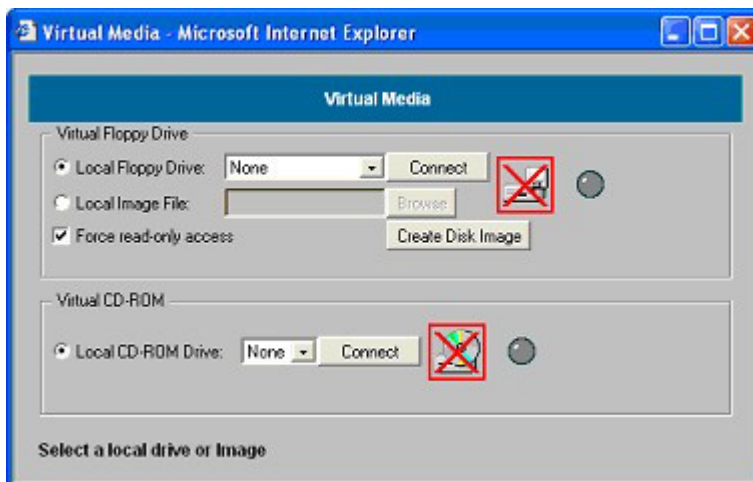 Virtual Media - Microsoft Internet Explorer
Virtual Media
Virtual Floppy Drive
Local Floppy Drive: None Connect
Local Image File: Browse
Force read-only access Create Disk Image
Virtual CD-ROM
Local CD-ROM Drive: None Connect
Select a local drive or Image